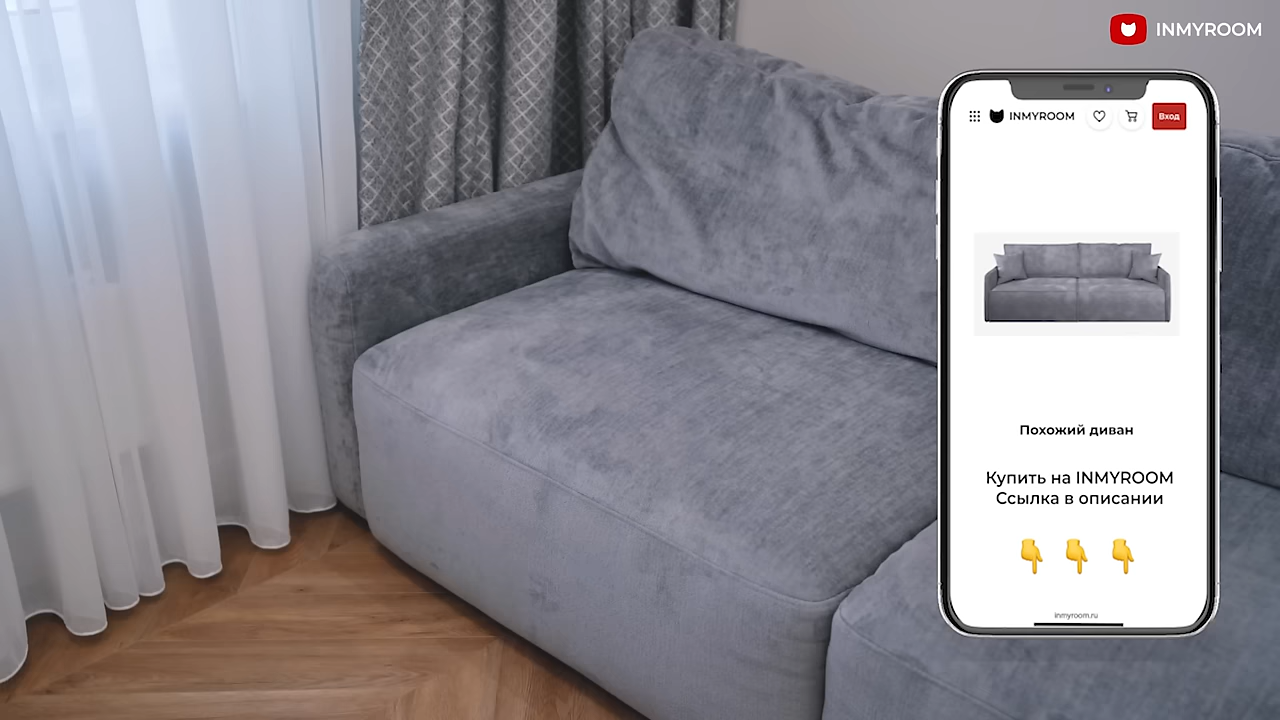 INMYROOM
INMYROOM
Вход
Похожий диван
Купить на INMYROOM
Ссылка в описании
inmyroom.ru